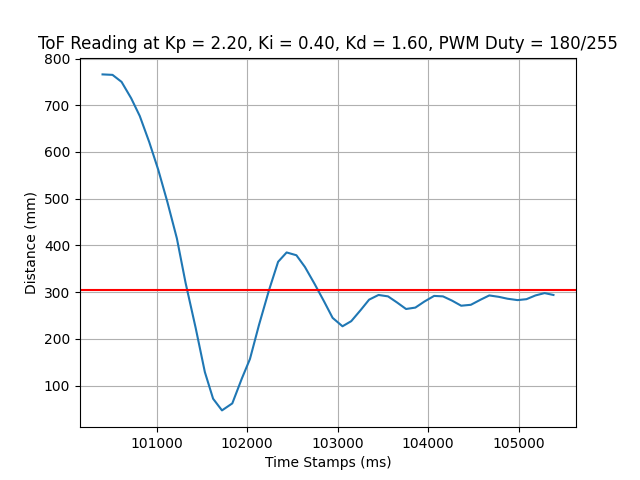 ToF Reading at Kp = 2.20, Ki = 0.40, Kd = 1.60, PWM Duty = 180/255
800
700
600
500
400
300
200
100
Distance (mm)
101000 102000 103000 104000 105000
Time Stamps (ms)